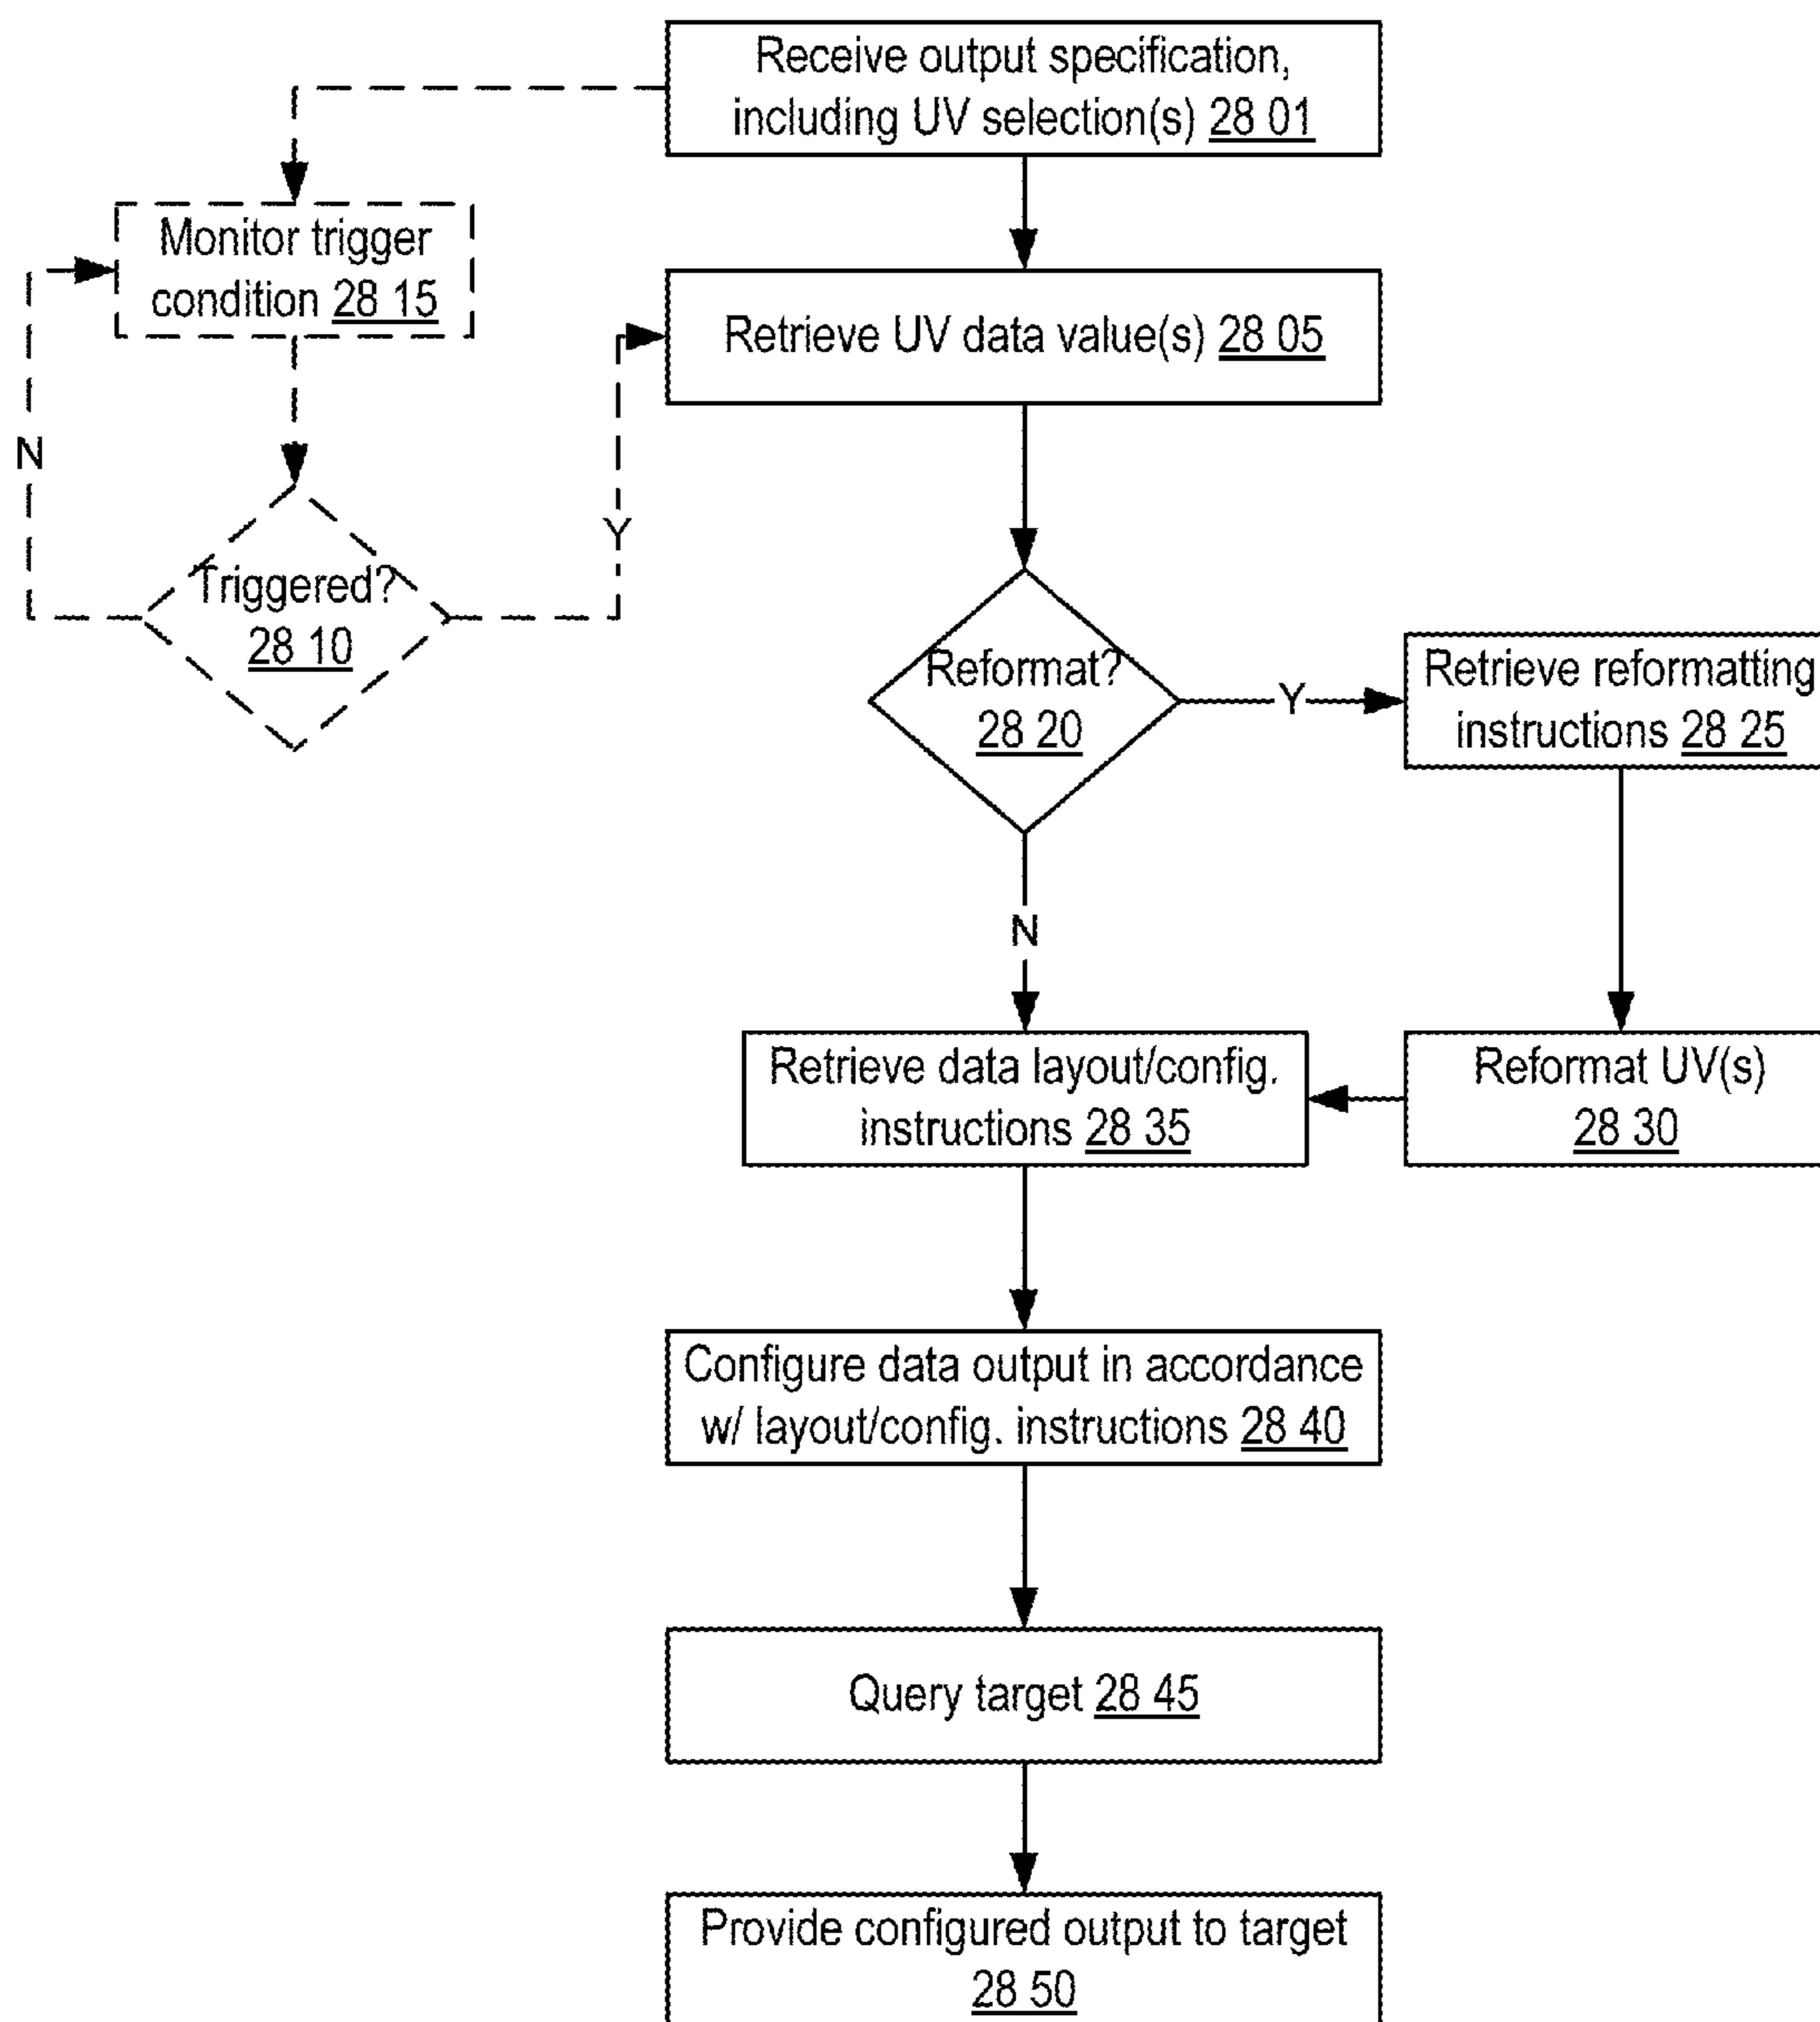 Receive output specification,
including UV selection(s) 28 01
Monitor trigger
condition 28 15
Retrieve UV data value(s) 28 05
N
Y
Triggered?
28 10
Reformat?
28 20
Y
Retrieve reformatting
instructions 28 25
N
Retrieve data layout/config.
instructions 28 35
Reformat UV(s)
28 30
Configure data output in accordance
w/ layout/config. instructions 28 40
Query target 28 45
Provide configured output to target
28 50